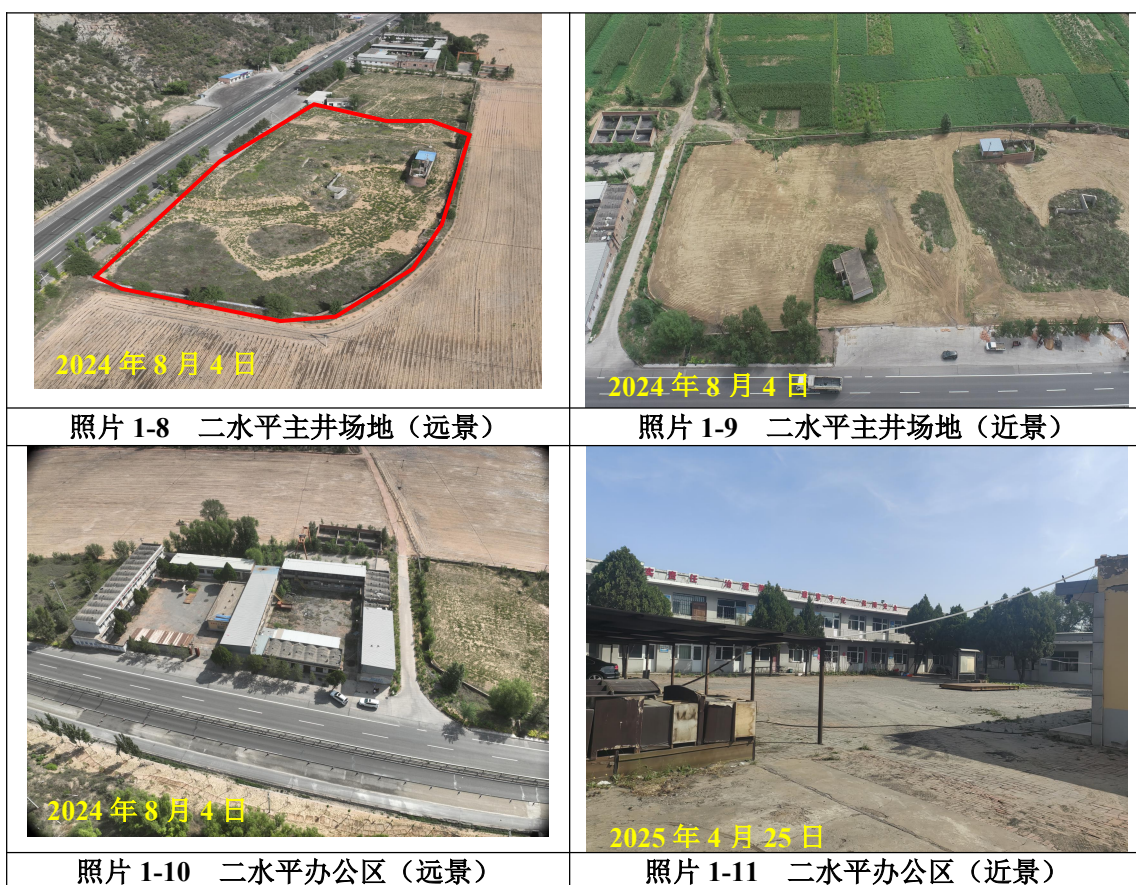 2024 年 8 月 4 日
2024 年 8 月 4 日
照片 1-8 二水平主井场地（远景）
照片 1-9 二水平主井场地（近景）
2024 年 8 月 4 日
2025 年 4 月 25 日
照片 1-10 二水平办公区（远景）
照片 1-11 二水平办公区（近景）